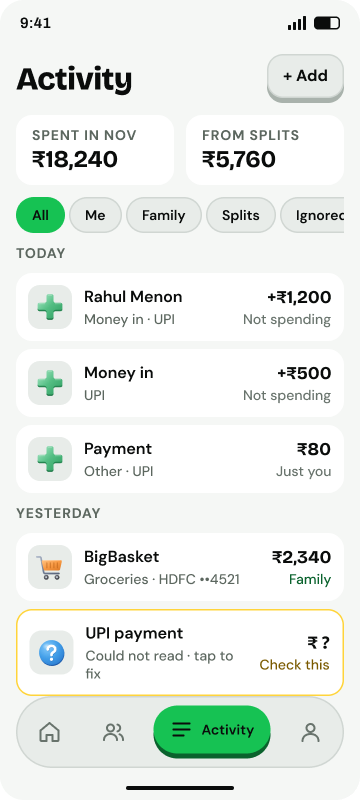 9:41
Activity
+ Add
SPENT IN NOV
₹18,240
FROM SPLITS
₹5,760
All
Me
Family
Splits
Ignored
TODAY
Rahul Menon
+₹1,200
Money in · UPI
Not spending
Money in
+₹500
UPI
Not spending
Payment
₹80
Other · UPI
Just you
YESTERDAY
BigBasket
₹2,340
Groceries · HDFC ••4521
Family
UPI payment
₹ ?
Could not read · tap to
fix
Check this
Activity